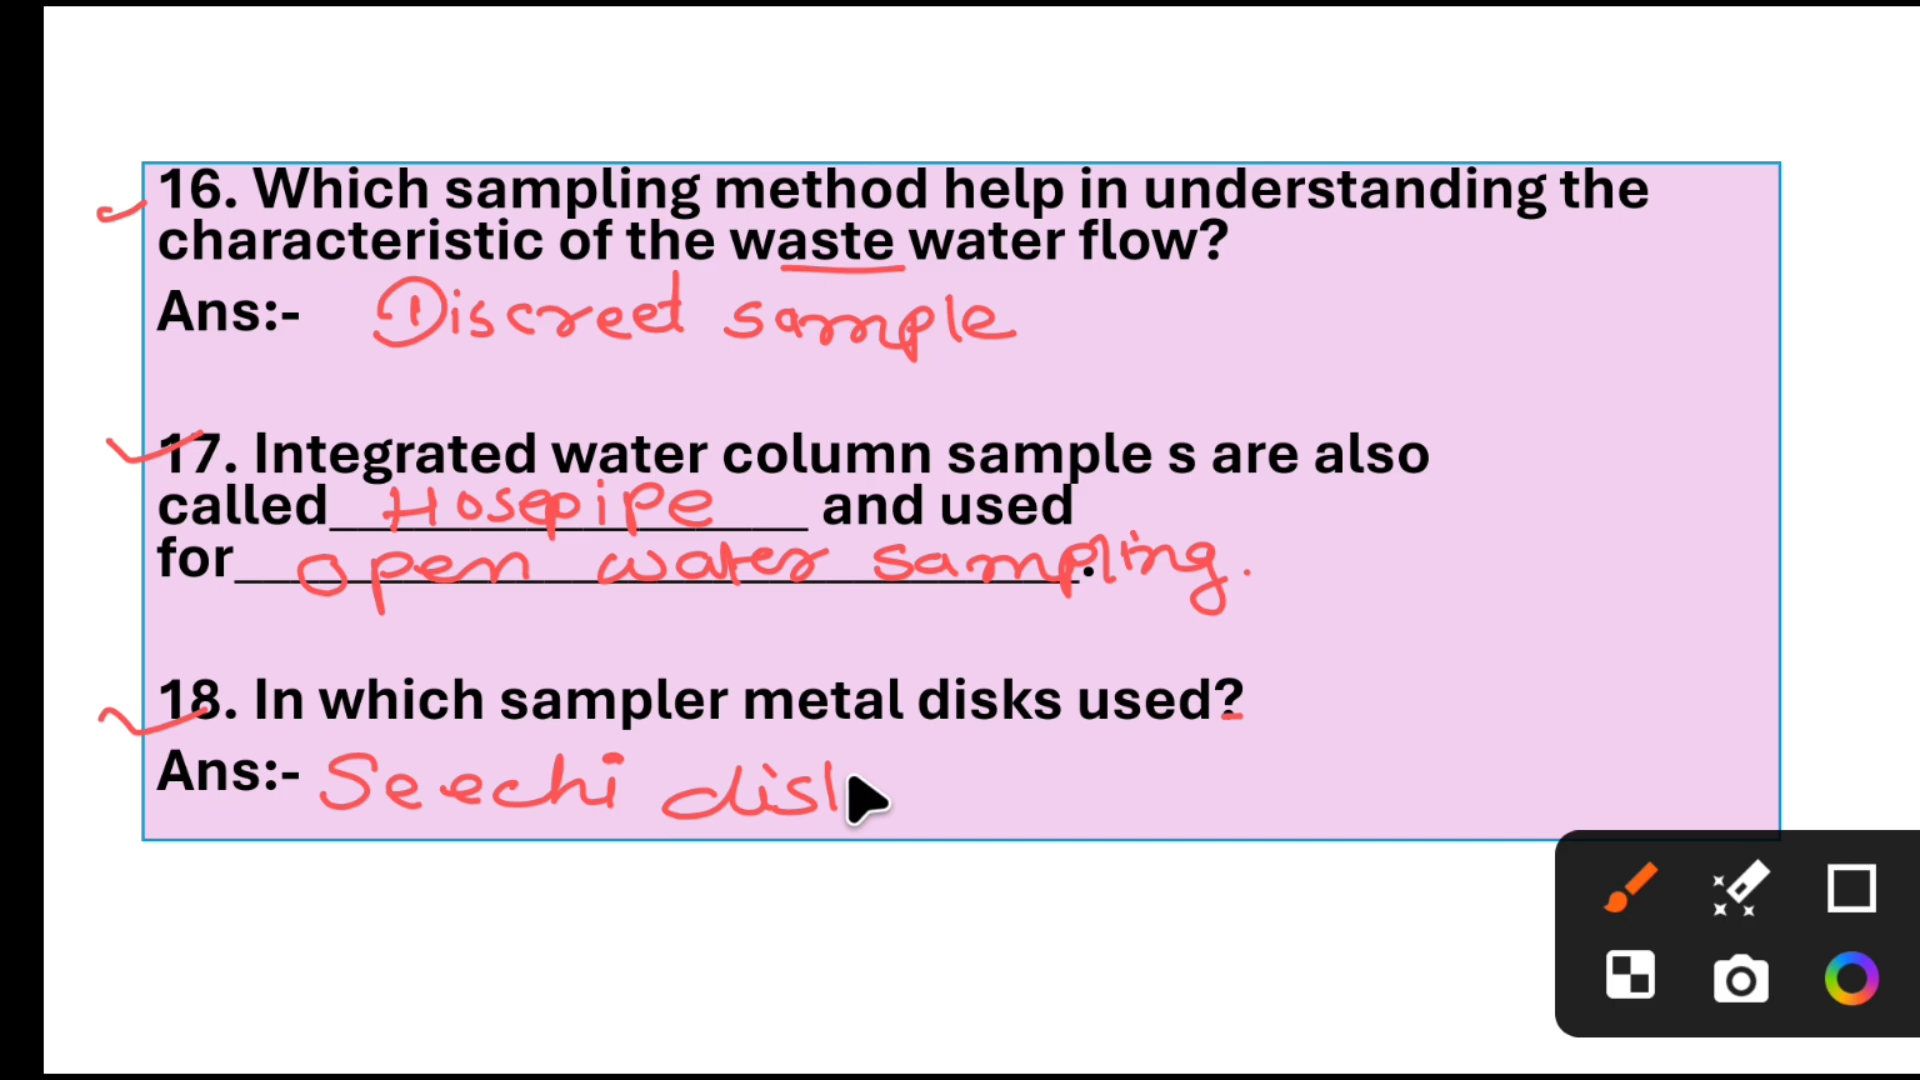 16. Which sampling method help in understanding the
characteristic of the waste water flow?
Ans:- Discreet sample
17. Integrated water column sample s are also
called Hosepipe and used
for open water sampling.
18. In which sampler metal disks used?
Ans:- Seechi disk